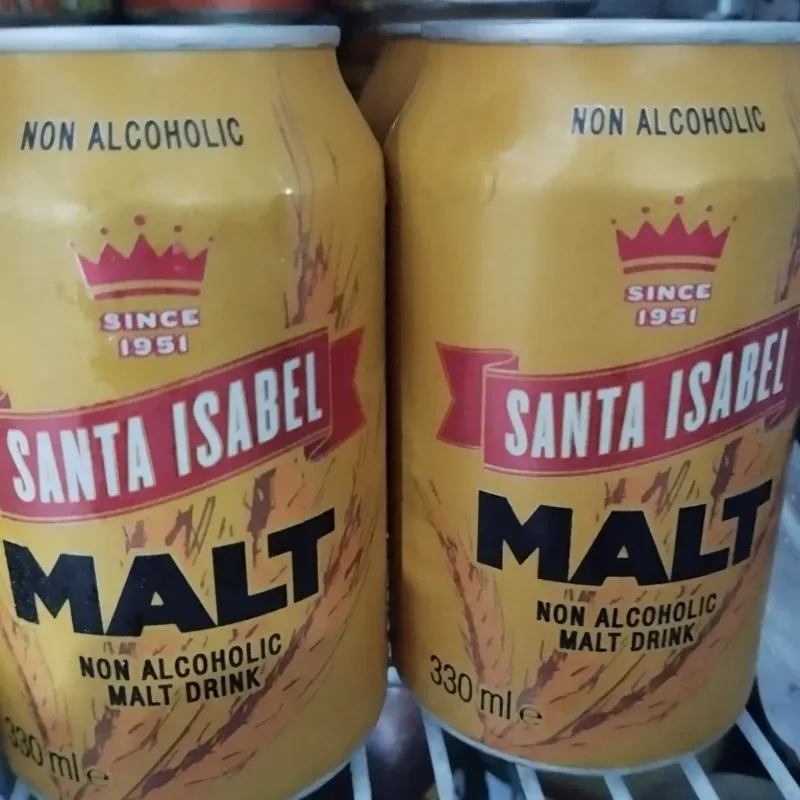 NON ALCOHOLIC
SINCE
1951
SANTA ISABEL
MALT
NON ALCOHOLIC
MALT DRINK
330 ml e
NON ALCOHOLIC
SINCE
1951
SANTA ISABEL
MALT
NON ALCOHOLIC
MALT DRINK
330 ml e